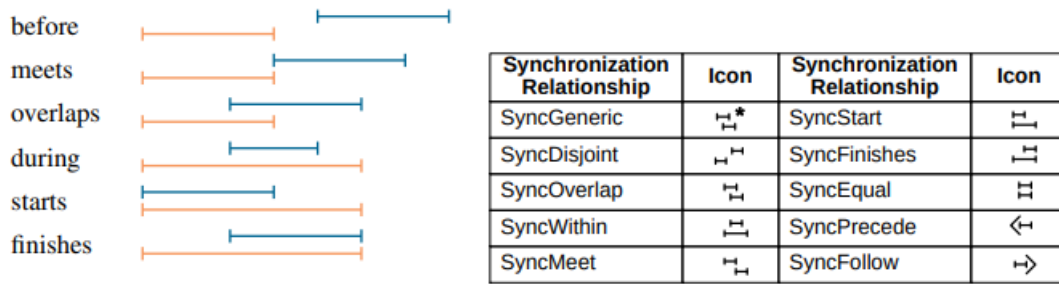 before
meets
overlaps
during
starts
finishes
Synchronization Relationship Icon Synchronization Relationship Icon
SyncGeneric * SyncStart
SyncDisjoint SyncFinishes
SyncOverlap SyncEqual
SyncWithin SyncPrecede
SyncMeet SyncFollow